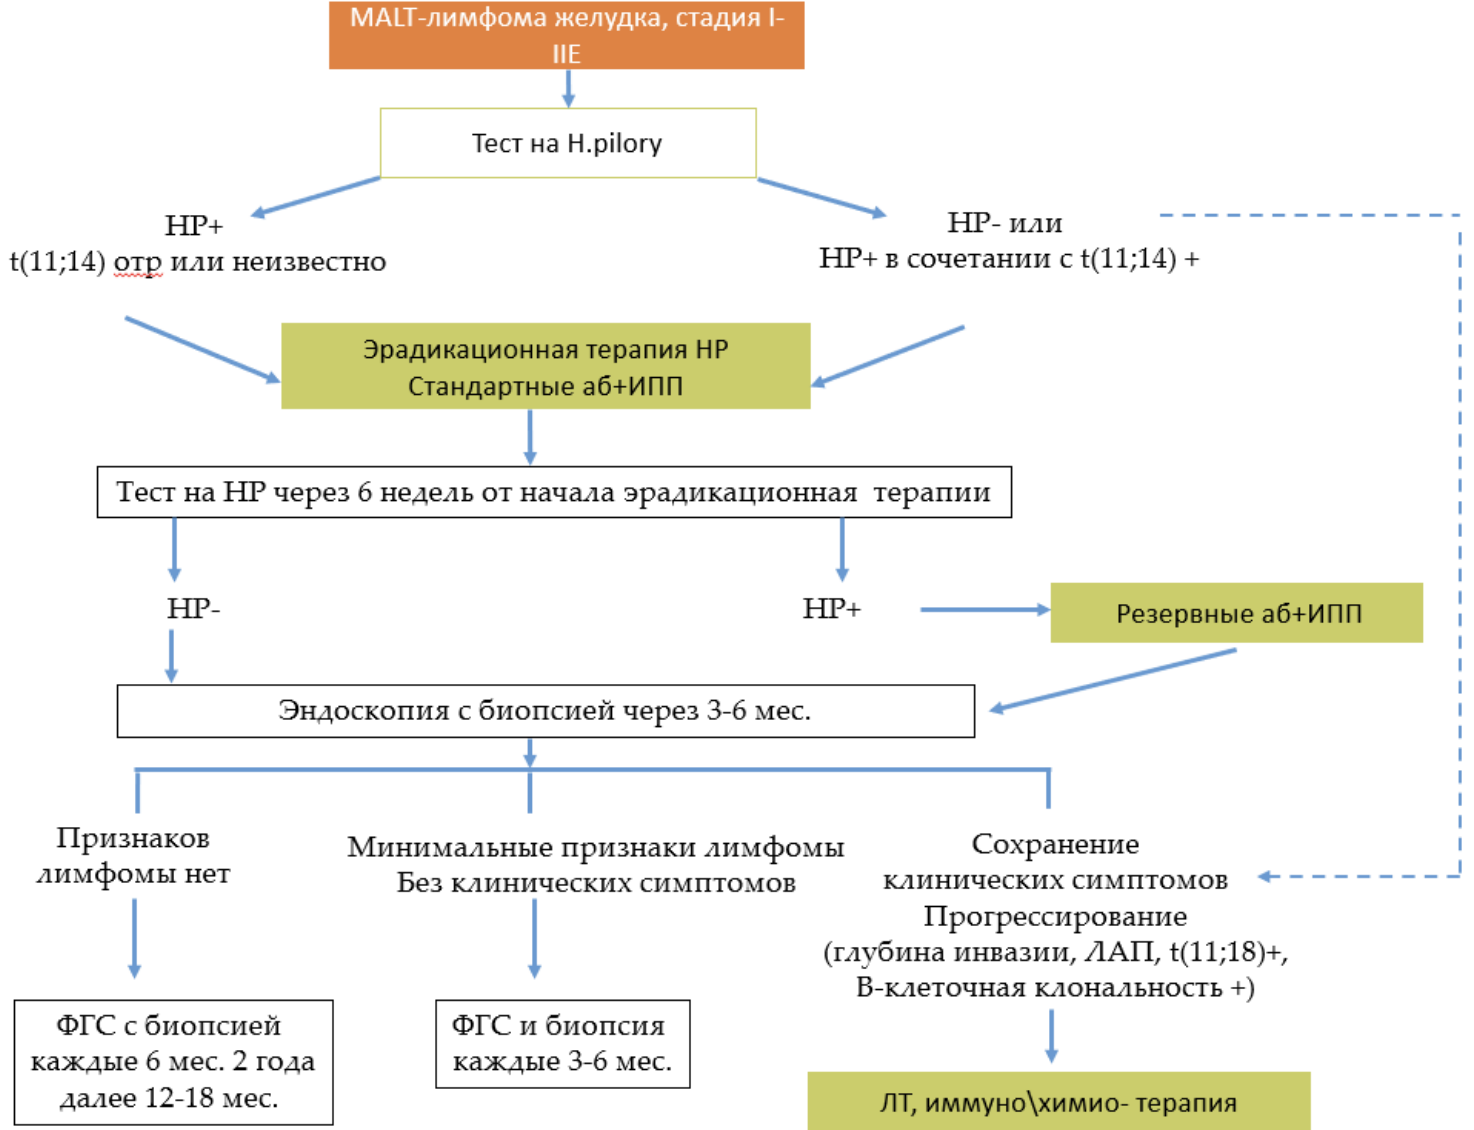 MALT-лимфома желудка, стадия I-
IIE
Тест на H.pilory
HP+
t(11;14) отр или неизвестно
HP- или
HP+ в сочетании с t(11;14) +
Эрадикационная терапия HP
Стандартные аб+ИПП
Тест на HP через 6 недель от начала эрадикационная терапии
HP-
HP+
Резервные аб+ИПП
Эндоскопия с биопсией через 3-6 мес.
Признаков
лимфомы нет
Минимальные признаки лимфомы
Без клинических симптомов
Сохранение
клинических симптомов
Прогрессирование
(глубина инвазии, ЛАП, t(11;18)+,
В-клеточная клональность +)
ФГС с биопсией
каждые 6 мес. 2 года
далее 12-18 мес.
ФГС и биопсия
каждые 3-6 мес.
ЛТ, иммуно\химио- терапия